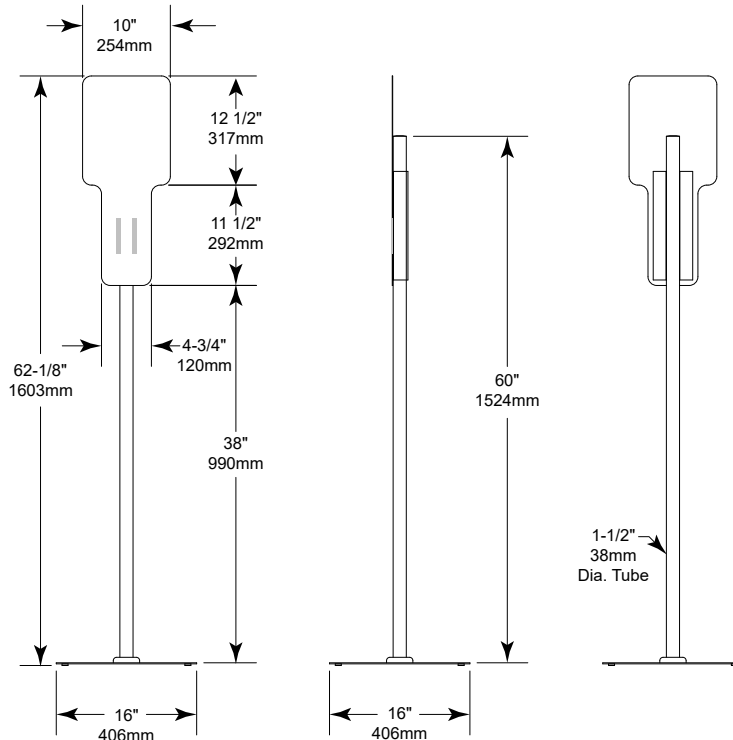 10"
254mm
12 1/2"
317mm
11 1/2"
292mm
4-3/4"
120mm
62-1/8"
1603mm
38"
990mm
16"
406mm
60"
1524mm
16"
406mm
1-1/2"
38mm
Dia. Tube